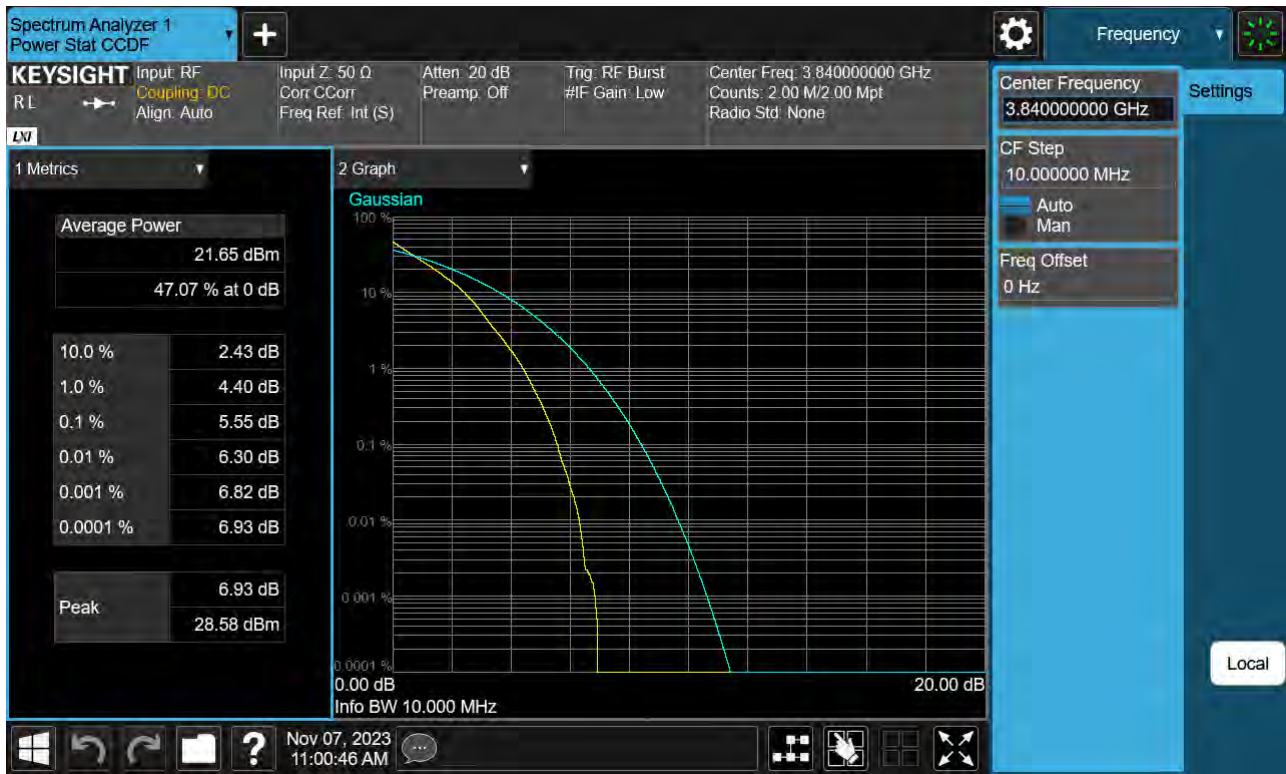 Spectrum Analyzer 1
Power Stat CCDF
▼
+
Frequency
▼
KEYSIGHT
RL
LXI
Input: RF
Coupling: DC
Align: Auto
Input Z: 50 Ω
Corr CCorr
Freq Ref: Int (S)
Atten: 20 dB
Preamp: Off
Trig: RF Burst
#IF Gain: Low
Center Freq: 3.840000000 GHz
Counts: 2.00 M/2.00 Mpt
Radio Std: None
Center Frequency
3.840000000 GHz
Settings
CF Step
10.000000 MHz
Auto
Man
Freq Offset
0 Hz
Local
1 Metrics ▼
Average Power
21.65 dBm
47.07 % at 0 dB
10.0 % 2.43 dB
1.0 % 4.40 dB
0.1 % 5.55 dB
0.01 % 6.30 dB
0.001 % 6.82 dB
0.0001 % 6.93 dB
Peak 6.93 dB
28.58 dBm
2 Graph ▼
Gaussian
100 %
10 %
1 %
0.1 %
0.01 %
0.001 %
0.0001 %
0.00 dB 20.00 dB
Info BW 10.000 MHz
?
Nov 07, 2023
11:00:46 AM